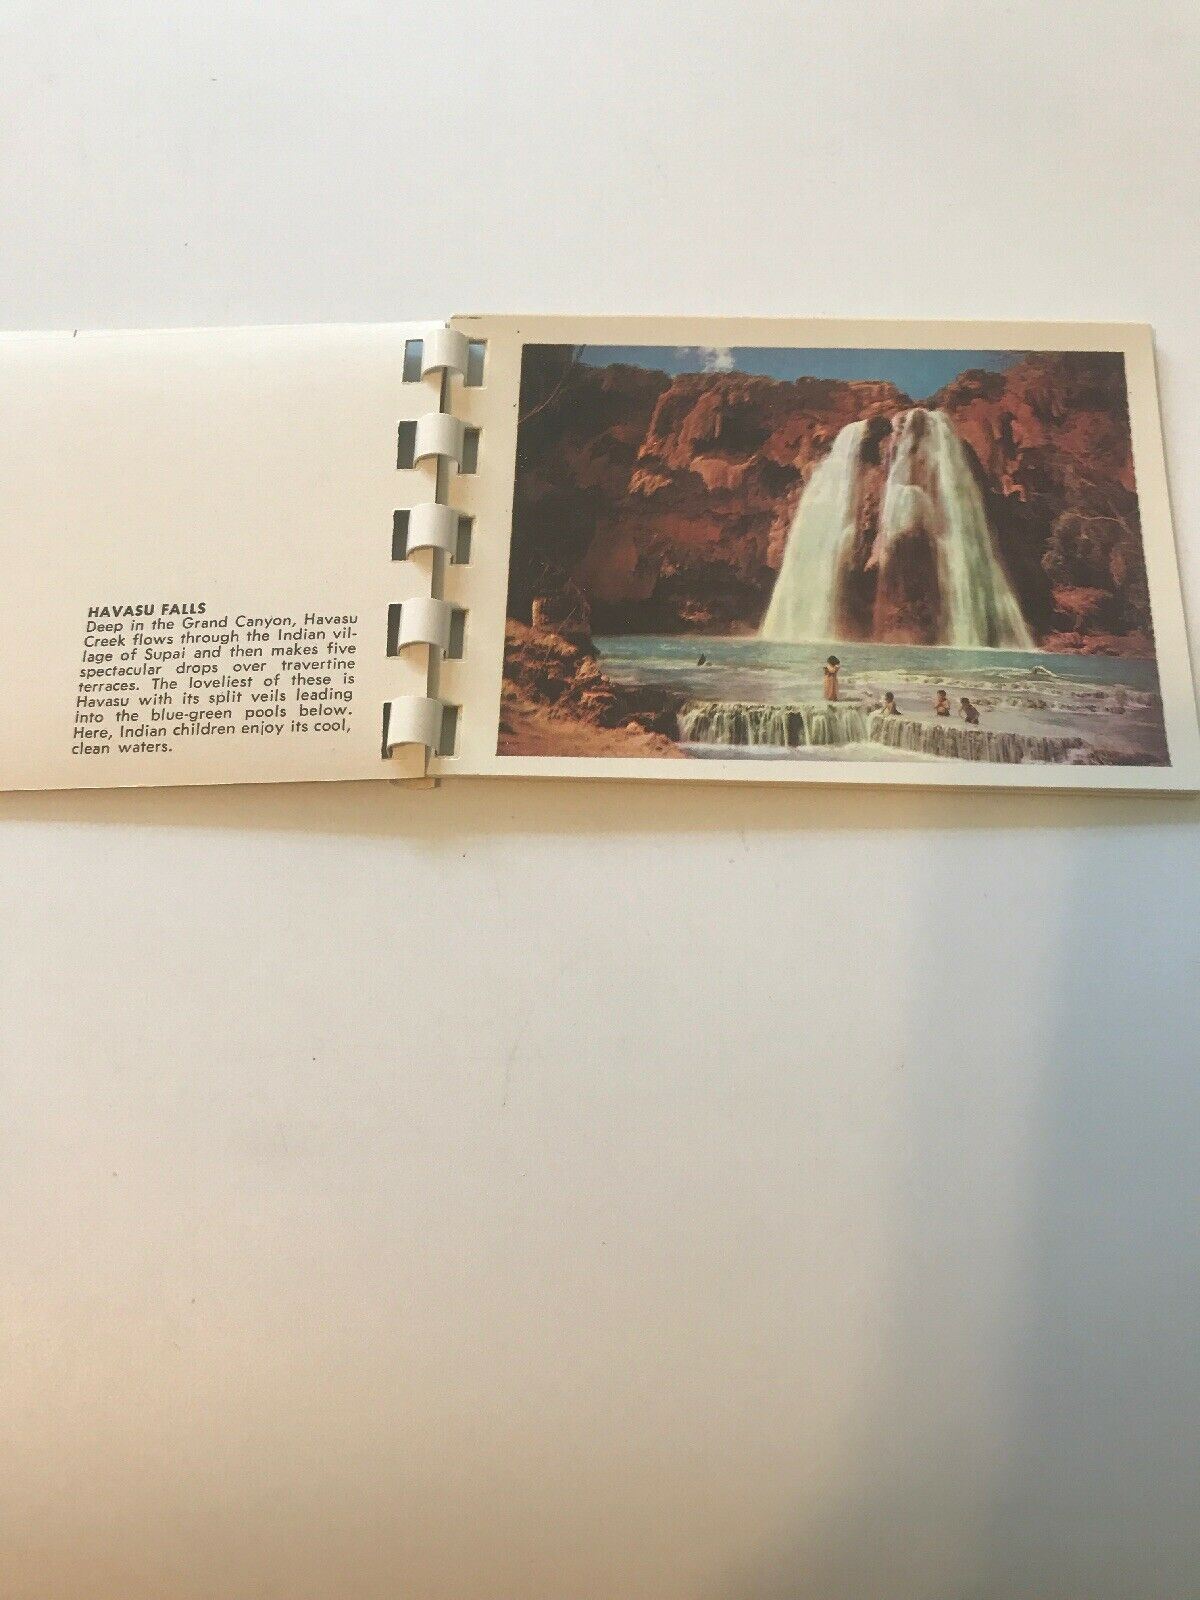 HAVASU FALLS
Deep in the Grand Canyon, Havasu
Creek flows through the Indian vil-
lage of Supai and then makes five
spectacular drops over travertine
terraces. The loveliest of these is
Havasu with its split veils leading
into the blue-green pools below.
Here, Indian children enjoy its cool,
clean waters.